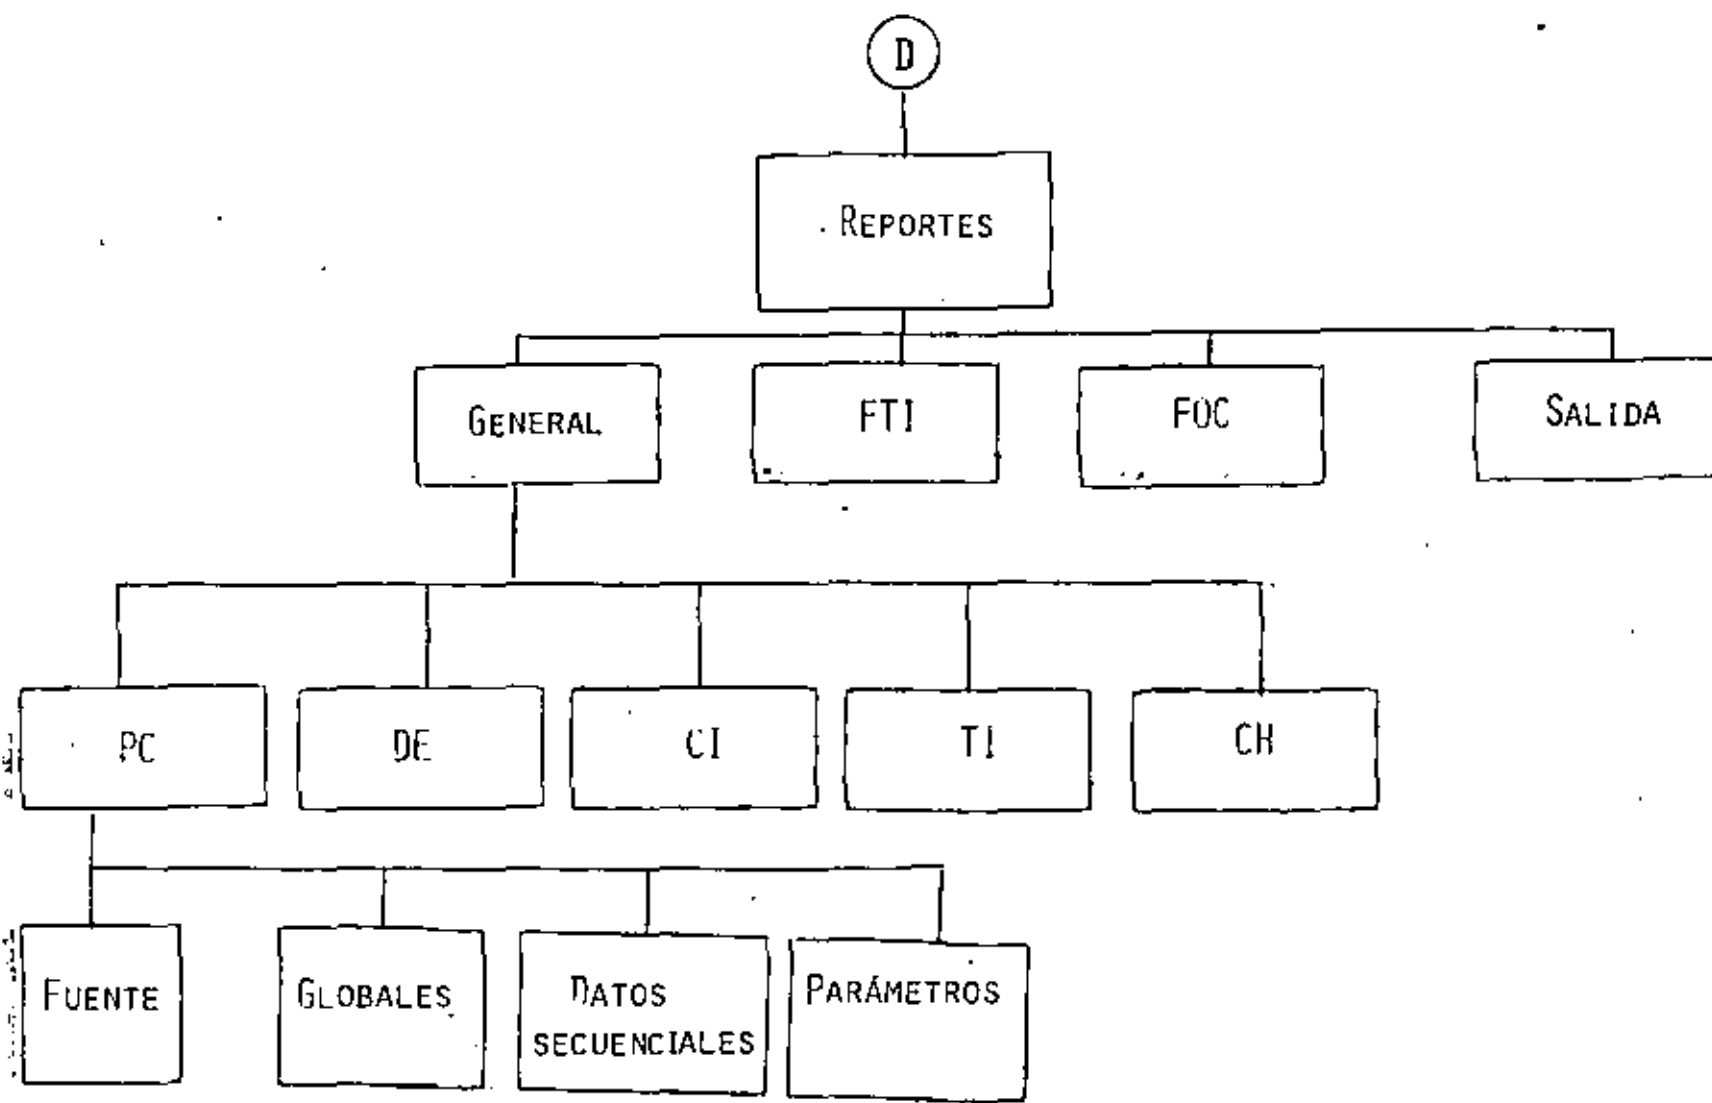 D
REPORTES
GENERAL
FTI
FOC
SALIDA
PC
DE
CI
TI
CH
FUENTE
GLOBALES
DATOS
SECUENCIALES
PARÁMETROS